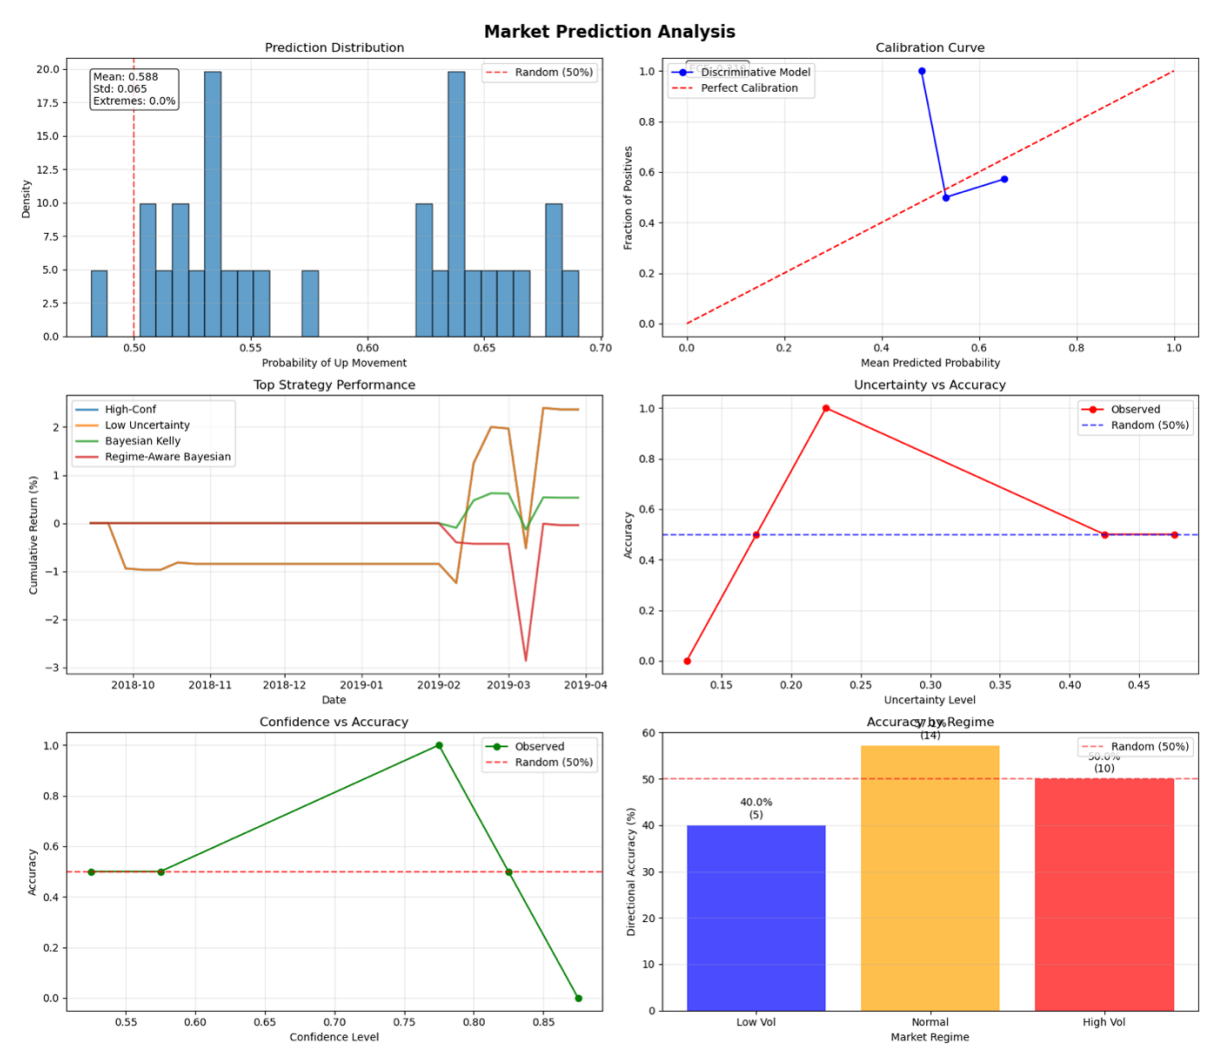 Market Prediction Analysis
Prediction Distribution
Mean: 0.588
Std: 0.065
Extremes: 0.0%
Random (50%)
20.0
17.5
15.0
12.5
10.0
7.5
5.0
2.5
0.0
Density
0.50 0.55 0.60 0.65 0.70
Probability of Up Movement
Calibration Curve
Discriminative Model
Perfect Calibration
1.0
0.8
0.6
0.4
0.2
0.0
Fraction of Positives
0.0 0.2 0.4 0.6 0.8 1.0
Mean Predicted Probability
Top Strategy Performance
High-Conf
Low Uncertainty
Bayesian Kelly
Regime-Aware Bayesian
2
1
0
−1
−2
−3
Cumulative Return (%)
2018-10 2018-11 2018-12 2019-01 2019-02 2019-03 2019-04
Date
Uncertainty vs Accuracy
Observed
Random (50%)
1.0
0.8
0.6
0.4
0.2
0.0
Accuracy
0.15 0.20 0.25 0.30 0.35 0.40 0.45
Uncertainty Level
Confidence vs Accuracy
Observed
Random (50%)
1.0
0.8
0.6
0.4
0.2
0.0
Accuracy
0.55 0.60 0.65 0.70 0.75 0.80 0.85
Confidence Level
Accuracy by Regime
(14)
Random (50%)
50.0%
(10)
40.0%
(5)
60
50
40
30
20
10
0
Directional Accuracy (%)
Low Vol Normal High Vol
Market Regime